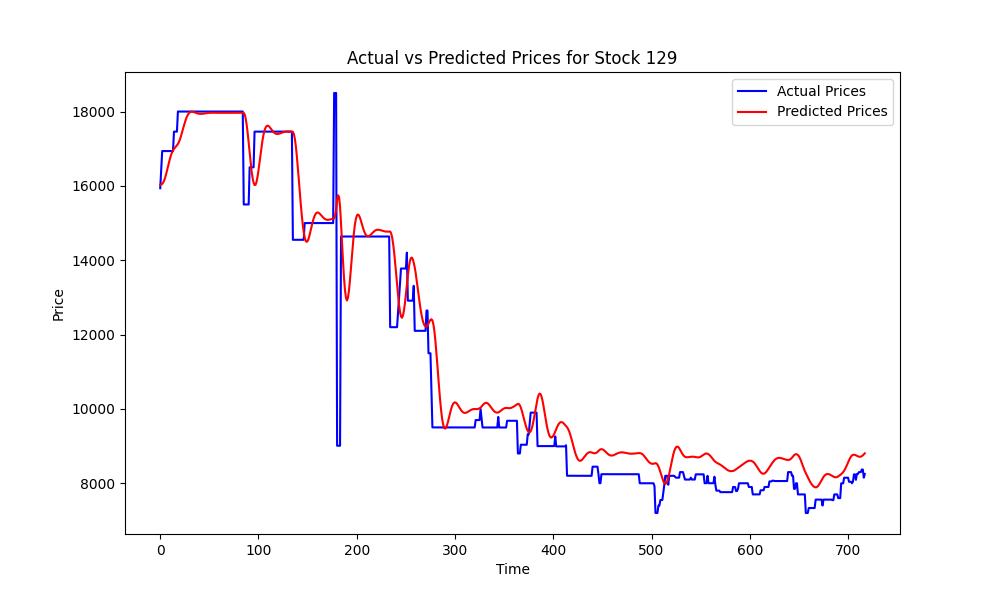 Actual vs Predicted Prices for Stock 129
Actual Prices
Predicted Prices
18000
16000
14000
12000
10000
8000
Price
0 100 200 300 400 500 600 700
Time